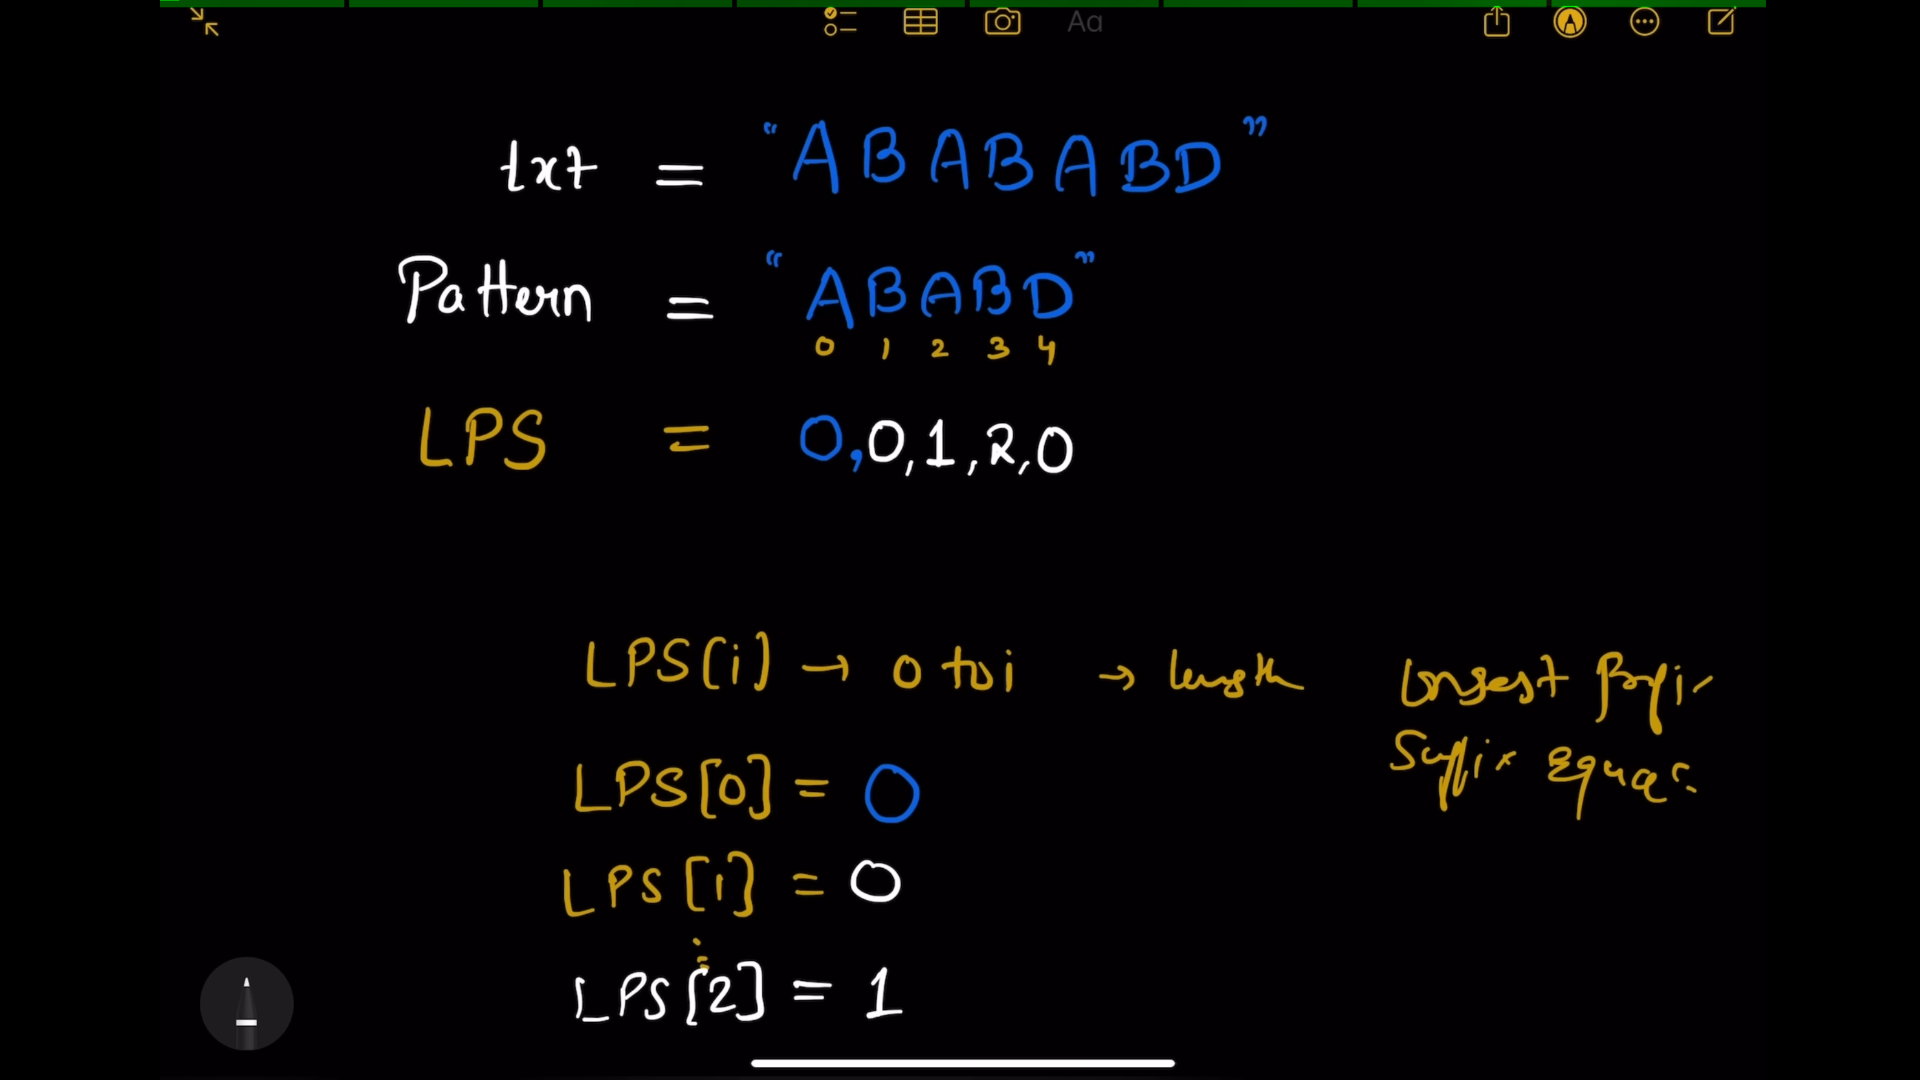 Aa
txt = "ABABABD"
Pattern = "ABABD"
0 1 2 3 4
LPS = 0,0,1,2,0
LPS[i] → 0 to i → length Longest Prefix
Suffix Equal
LPS[0] = 0
LPS[1] = 0
LPS[2] = 1